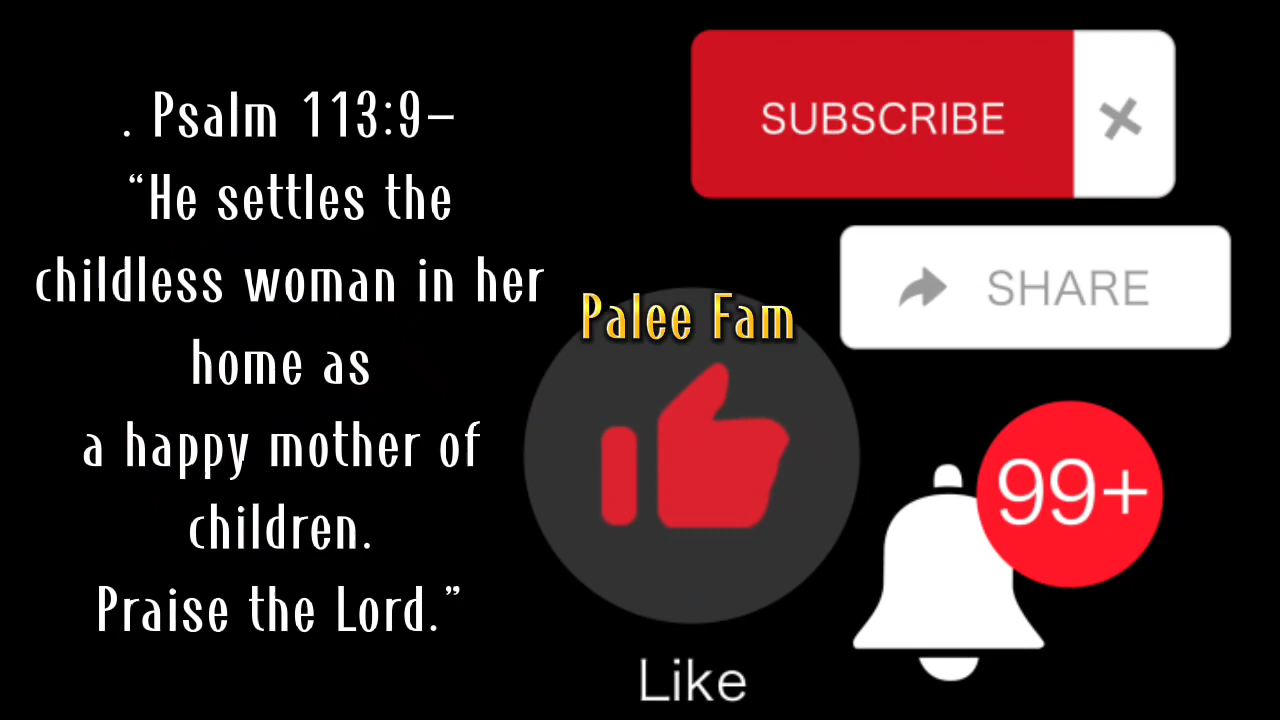 . Psalm 113:9–
“He settles the
childless woman in her
home as
a happy mother of
children.
Praise the Lord.”
SUBSCRIBE
SHARE
Palee Fam
99+
Like